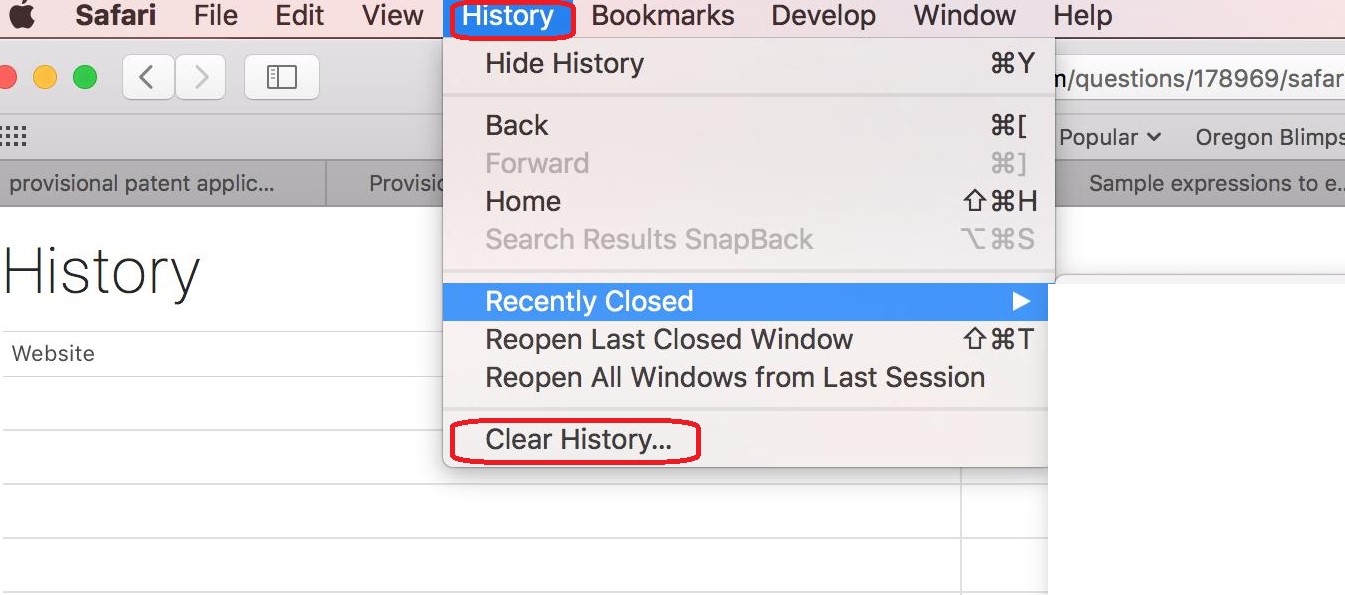 Safari File Edit View History Bookmarks Develop Window Help
Hide History ⌘Y
m/questions/178969/safar
Back ⌘[
Popular Oregon Blimps
Forward ⌘]
provisional patent applic... Provisic Sample expressions to e..
Home ⇧⌘H
Search Results SnapBack ⌥⌘S
History
Recently Closed ▶
Reopen Last Closed Window ⇧⌘T
Website
Reopen All Windows from Last Session
Clear History...